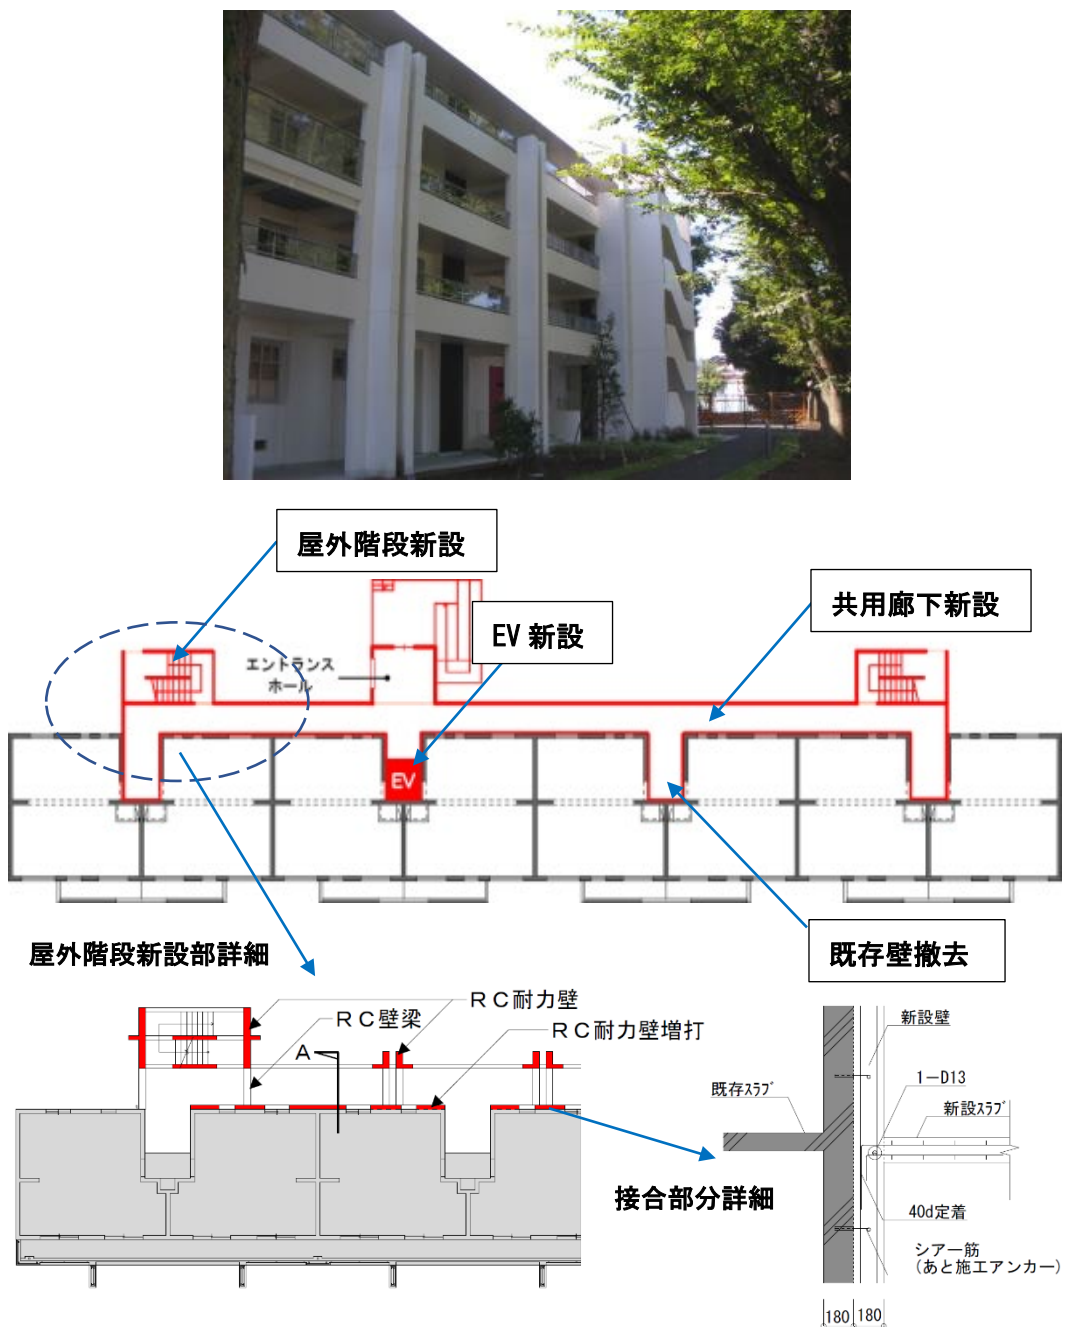 屋外階段新設
EV 新設
共用廊下新設
エントランス
ホール
EV
既存壁撤去
屋外階段新設部詳細
RC耐力壁
RC壁梁
RC耐力壁増打
A
接合部分詳細
新設壁
1-D13
既存ｽﾗﾌﾞ
新設ｽﾗﾌﾞ
40d定着
シアー筋
(あと施工アンカー)
180 180